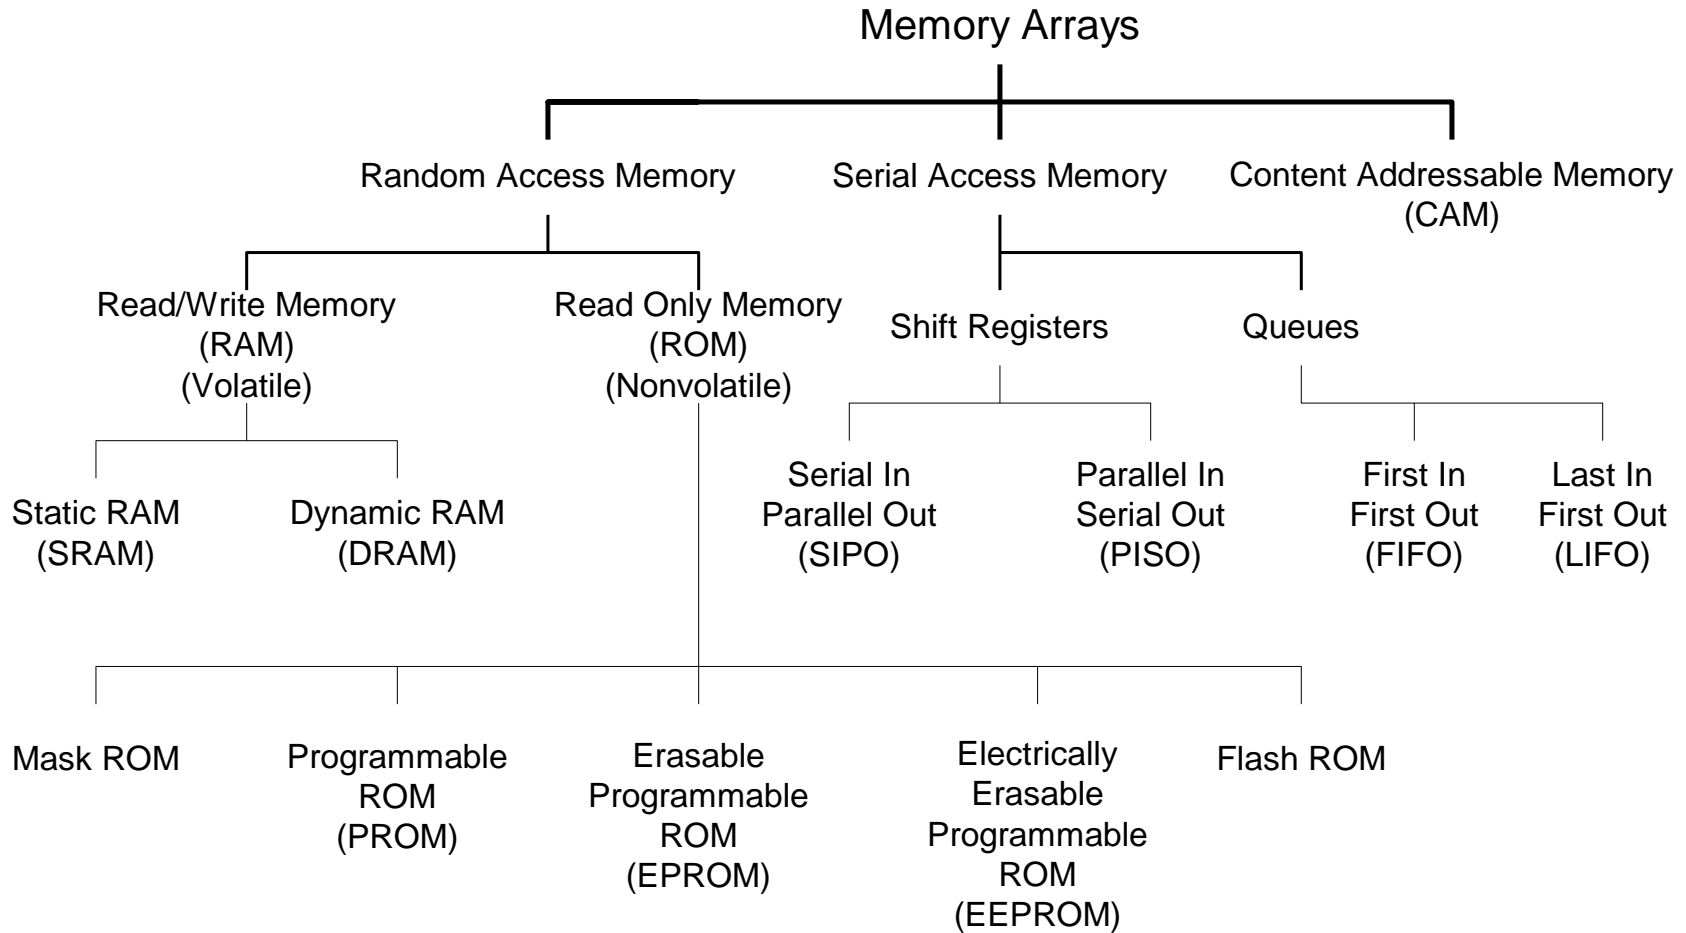 Memory Arrays
Random Access Memory
Serial Access Memory
Content Addressable Memory
(CAM)
Read/Write Memory
(RAM)
(Volatile)
Read Only Memory
(ROM)
(Nonvolatile)
Shift Registers
Queues
Static RAM
(SRAM)
Dynamic RAM
(DRAM)
Serial In
Parallel Out
(SIPO)
Parallel In
Serial Out
(PISO)
First In
First Out
(FIFO)
Last In
First Out
(LIFO)
Mask ROM
Programmable
ROM
(PROM)
Erasable
Programmable
ROM
(EPROM)
Electrically
Erasable
Programmable
ROM
(EEPROM)
Flash ROM